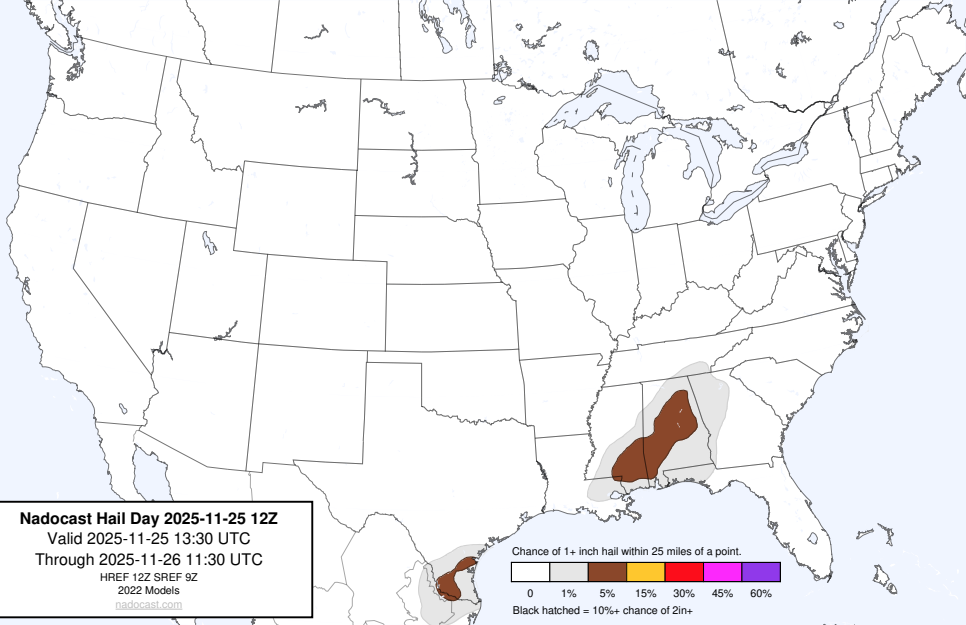 Nadocast Hail Day 2025-11-25 12Z
Valid 2025-11-25 13:30 UTC
Through 2025-11-26 11:30 UTC
HREF 12Z SREF 9Z
2022 Models
nadocast.com
Chance of 1+ inch hail within 25 miles of a point.
0 1% 5% 15% 30% 45% 60%
Black hatched = 10%+ chance of 2in+